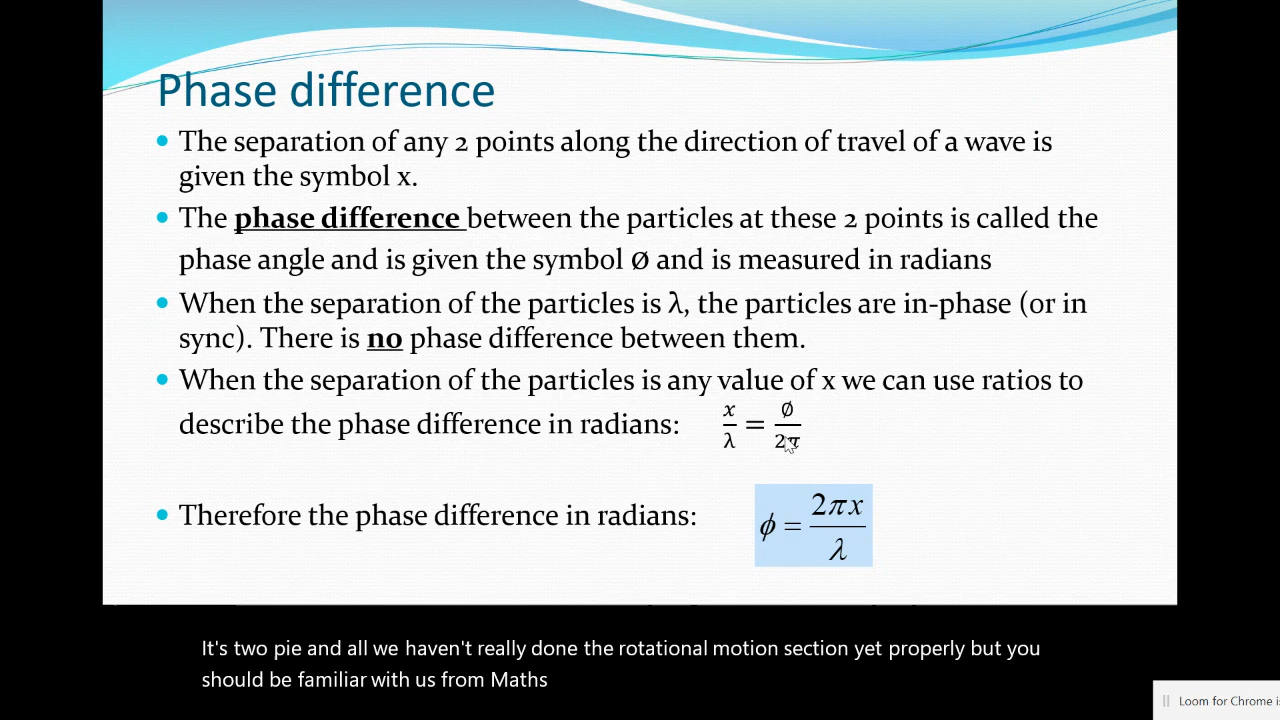 Phase difference
• The separation of any 2 points along the direction of travel of a wave is
given the symbol x.
• The phase difference between the particles at these 2 points is called the
phase angle and is given the symbol Ø and is measured in radians
• When the separation of the particles is λ, the particles are in-phase (or in
sync). There is no phase difference between them.
• When the separation of the particles is any value of x we can use ratios to
describe the phase difference in radians: x/λ = Ø/2π
• Therefore the phase difference in radians: ϕ = 2πx/λ
It's two pie and all we haven't really done the rotational motion section yet properly but you
should be familiar with us from Maths
Loom for Chrome is